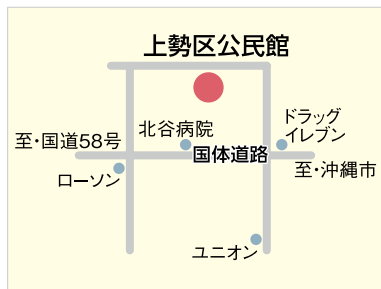 上勢区公民館
ドラッグ
イレブン
北谷病院
至・国道58号
国体道路
至・沖縄市
ローソン
ユニオン